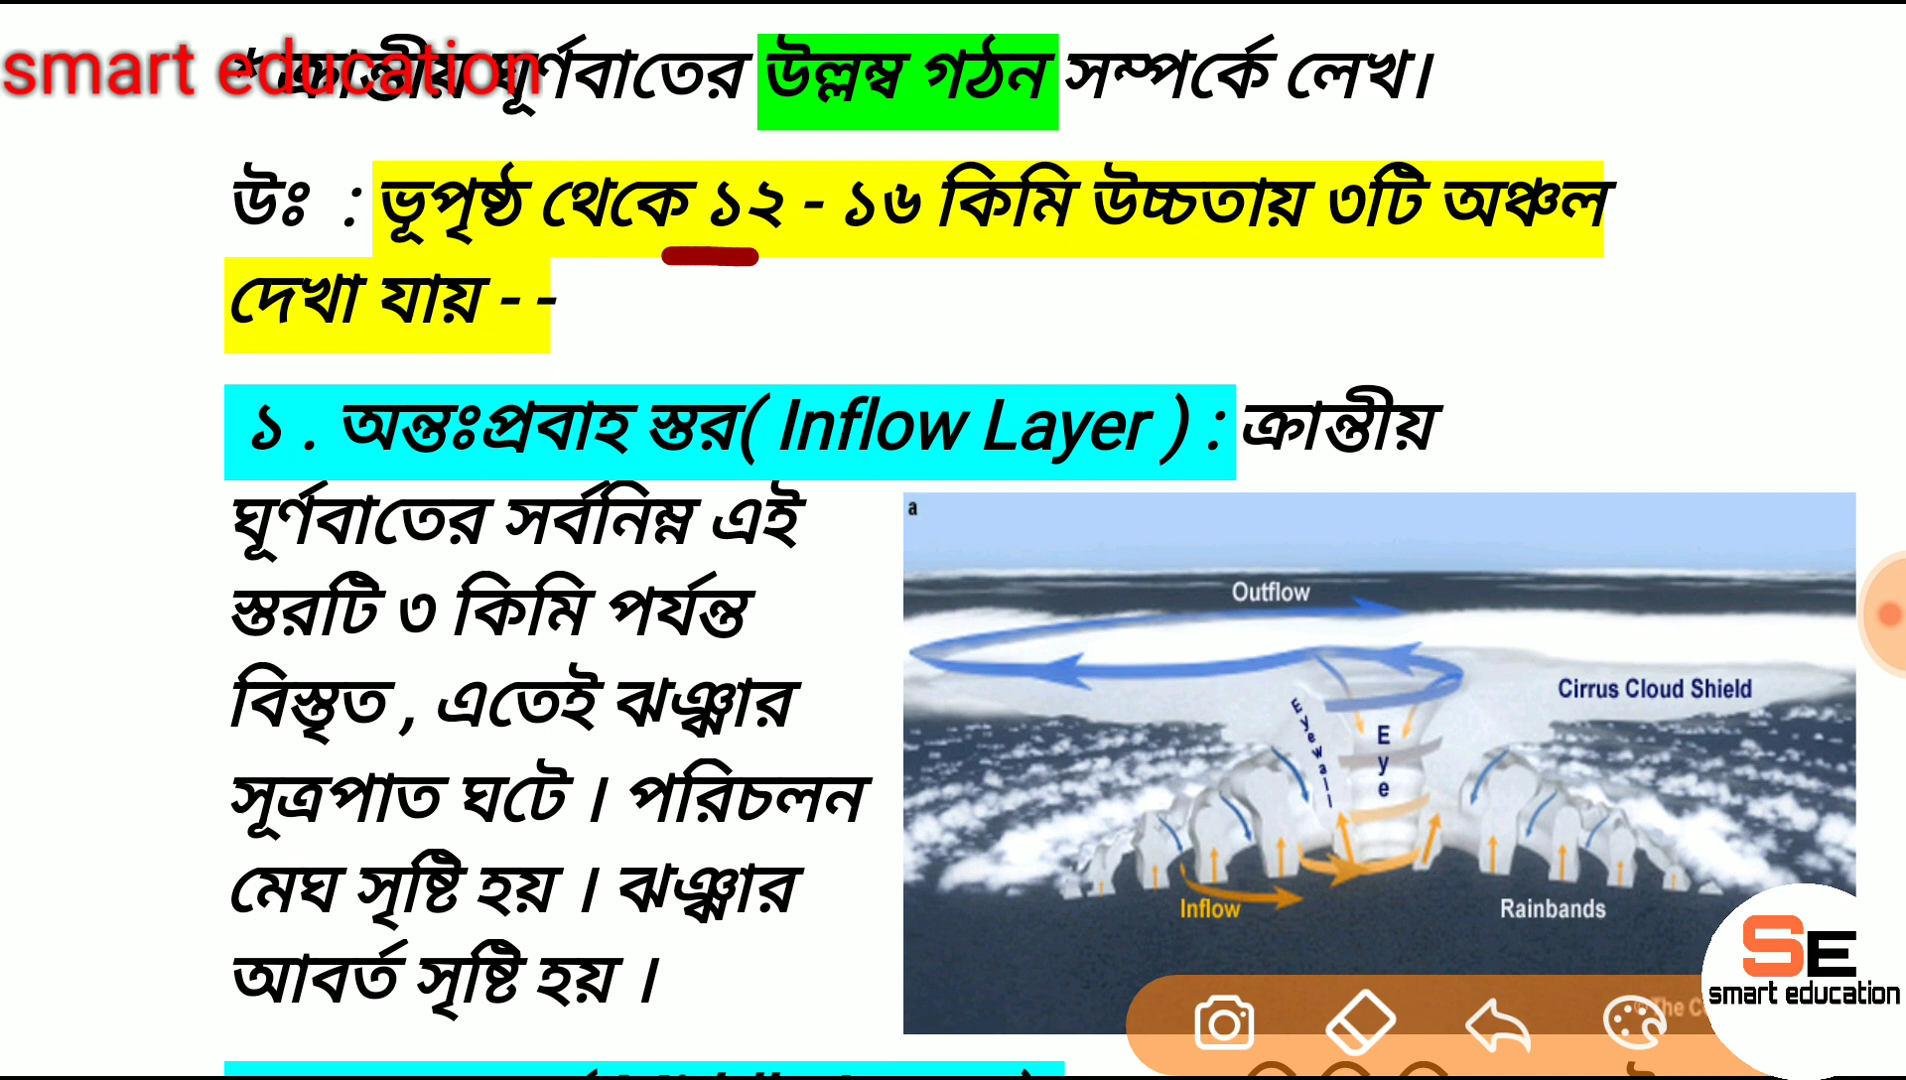 smart education
* ক্রান্তীয় ঘূর্ণবাতের উল্লম্ব গঠন সম্পর্কে লেখ।
উঃ : ভূপৃষ্ঠ থেকে ১২ - ১৬ কিমি উচ্চতায় ৩টি অঞ্চল
দেখা যায় - -
১ . অন্তঃপ্রবাহ স্তর( Inflow Layer ) : ক্রান্তীয়
ঘূর্ণবাতের সর্বনিম্ন এই
স্তরটি ৩ কিমি পর্যন্ত
বিস্তৃত , এতেই ঝঞ্ঝার
সূত্রপাত ঘটে । পরিচলন
মেঘ সৃষ্টি হয় । ঝঞ্ঝার
আবর্ত সৃষ্টি হয় ।
a
Outflow
Cirrus Cloud Shield
Eyewall
Eye
Inflow
Rainbands
The
SE
smart education